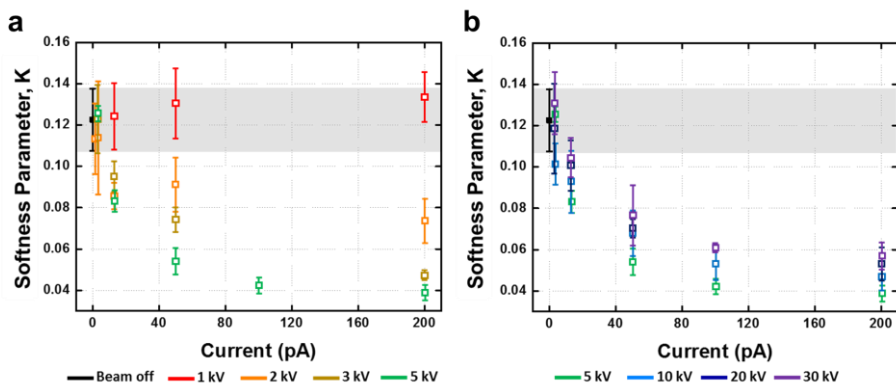 a
b
Softness Parameter, K
0.16
0.14
0.12
0.10
0.08
0.06
0.04
0 40 80 120 160 200
Current (pA)
Beam off 1 kV 2 kV 3 kV 5 kV
Softness Parameter, K
0.16
0.14
0.12
0.10
0.08
0.06
0.04
0 40 80 120 160 200
Current (pA)
5 kV 10 kV 20 kV 30 kV